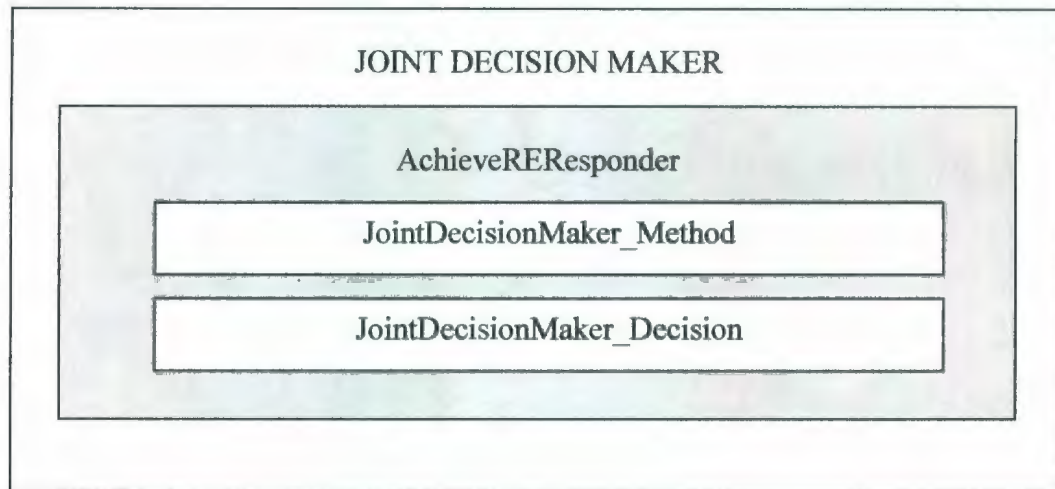 JOINT DECISION MAKER
AchieveREResponder
JointDecisionMaker_Method
JointDecisionMaker_Decision